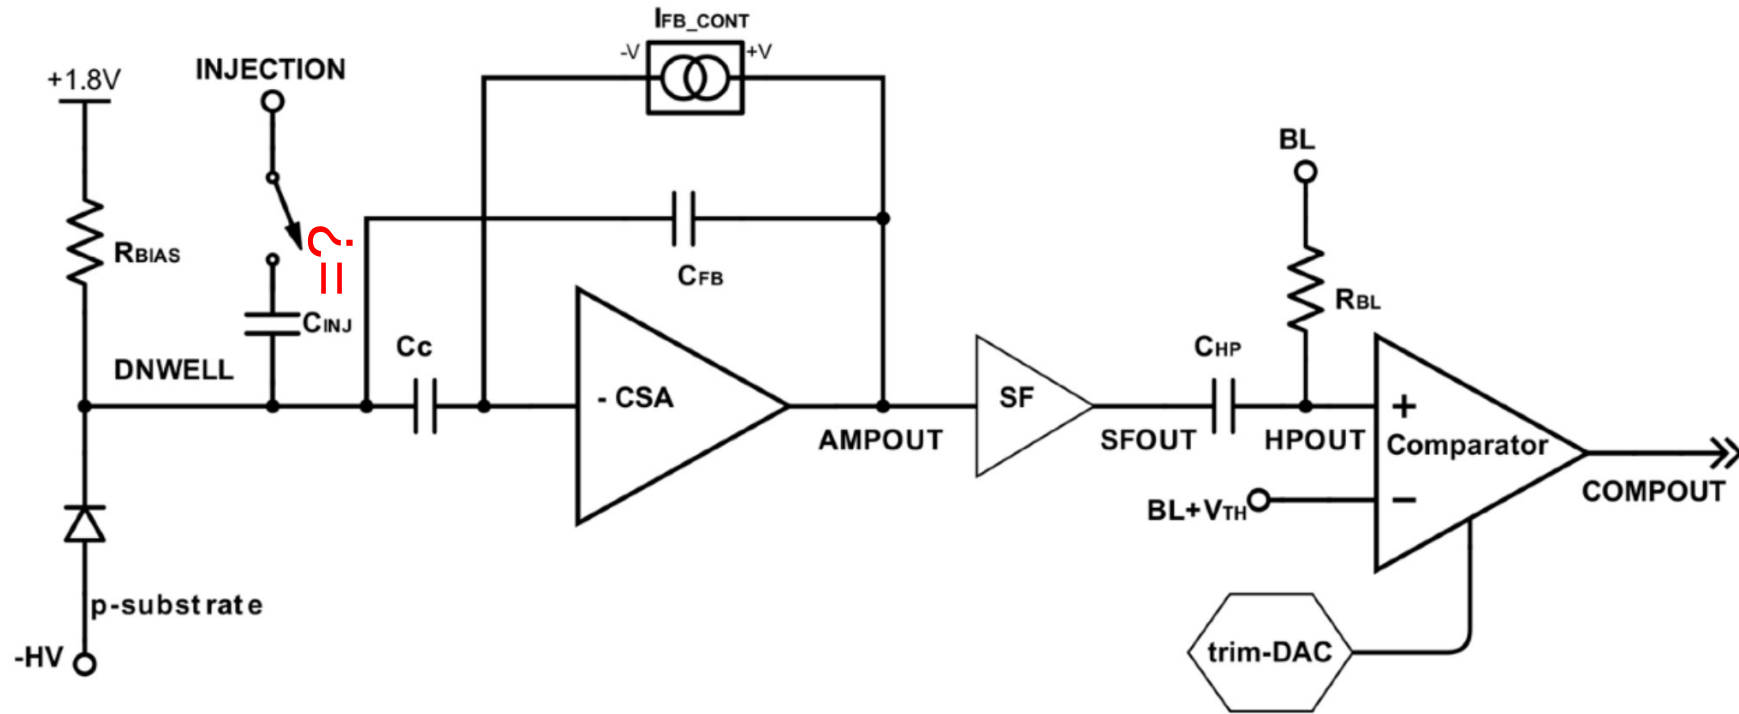 IFB_CONT
-V
+V
+1.8V
INJECTION
RBIAS
=?
CINJ
CFB
BL
RBL
DNWELL
Cc
- CSA
AMPOUT
SF
SFOUT
CHP
HPOUT
+
Comparator
−
BL+VTH
COMPOUT
p-substrate
-HV
trim-DAC